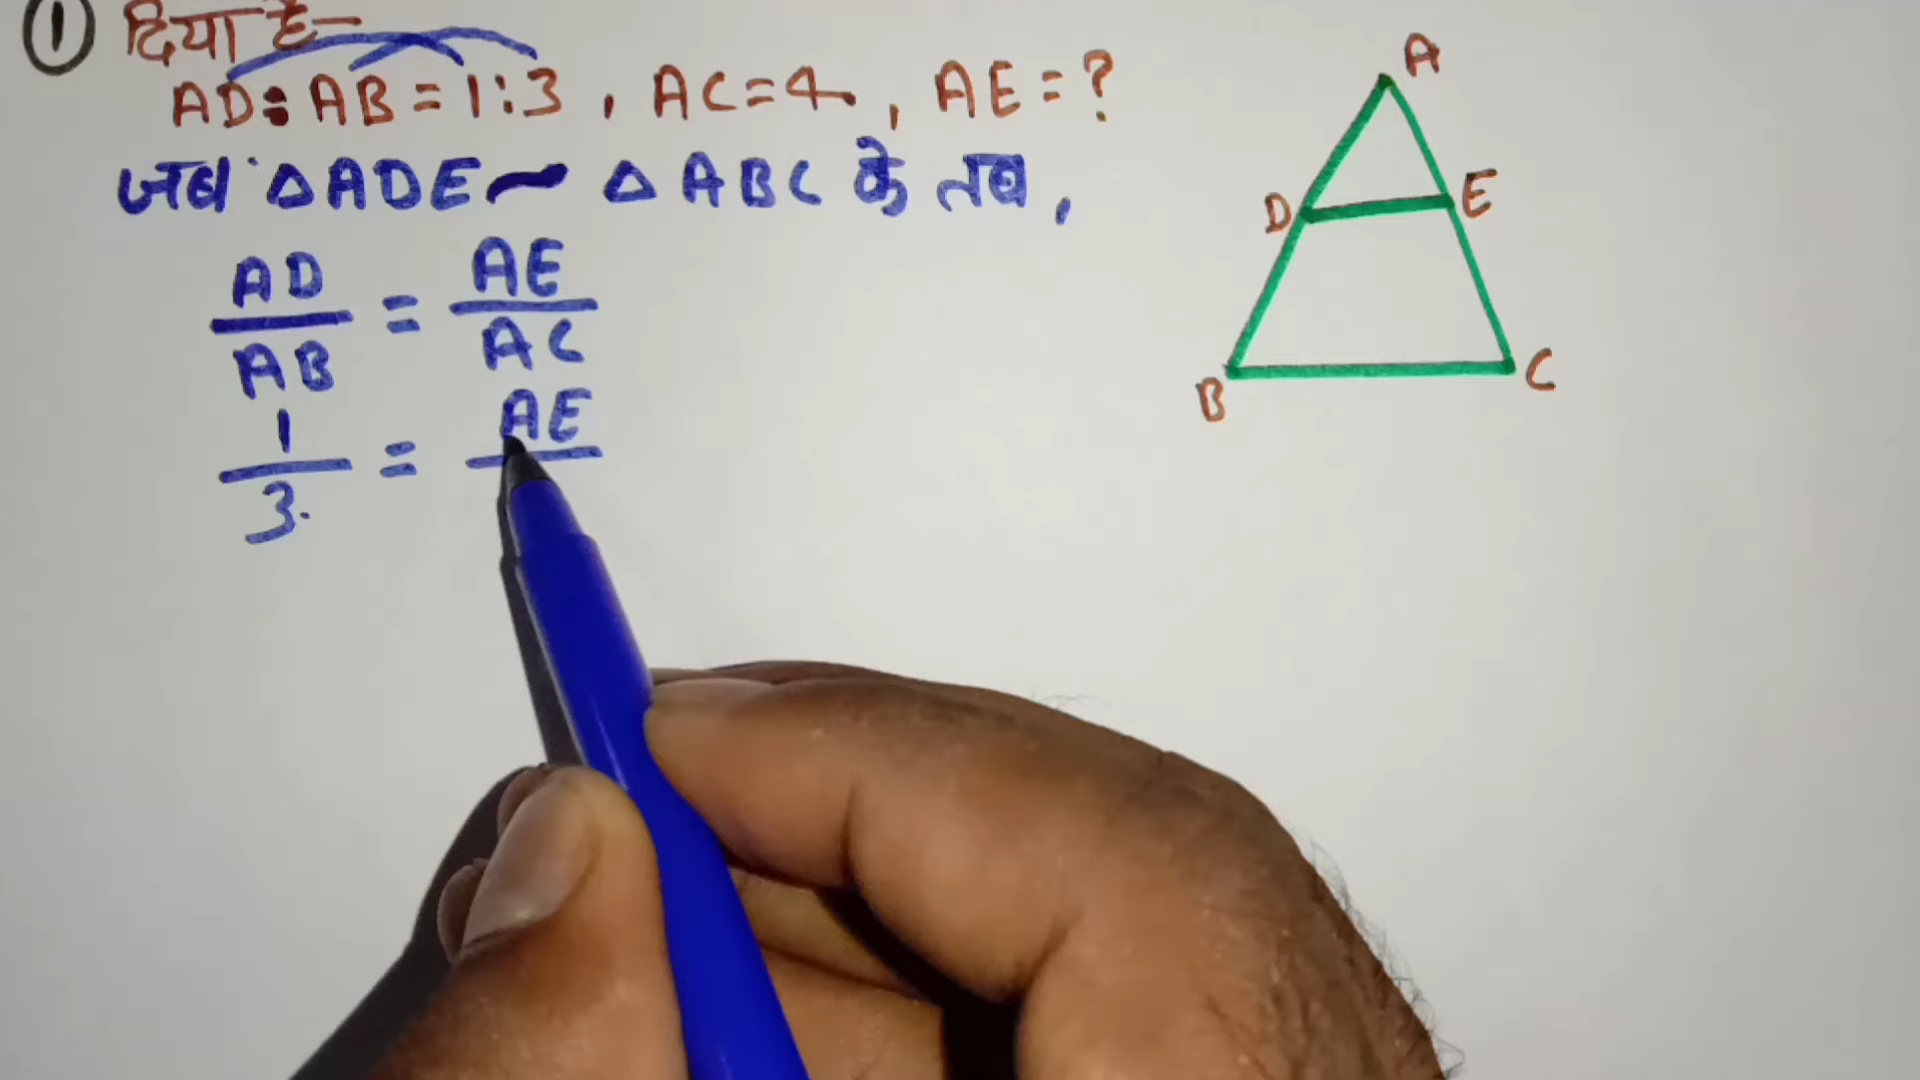 ① दिया है-
AD:AB=1:3, AC=4, AE=?
जब △ADE ~ △ABC के तब,
AD/AB = AE/AC
1/3 = AE/
A
D
E
B
C